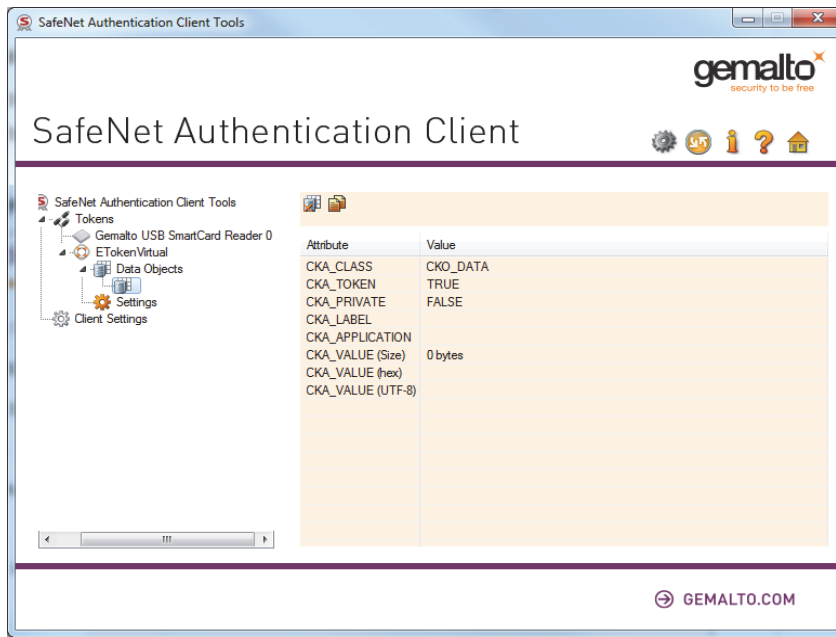 SafeNet Authentication Client Tools
gemalto
security to be free
SafeNet Authentication Client
SafeNet Authentication Client Tools
Tokens
Gemalto USB SmartCard Reader 0
ETokenVirtual
Data Objects
Settings
Client Settings
Attribute Value
CKA_CLASS CKO_DATA
CKA_TOKEN TRUE
CKA_PRIVATE FALSE
CKA_LABEL
CKA_APPLICATION
CKA_VALUE (Size) 0 bytes
CKA_VALUE (hex)
CKA_VALUE (UTF-8)
GEMALTO.COM